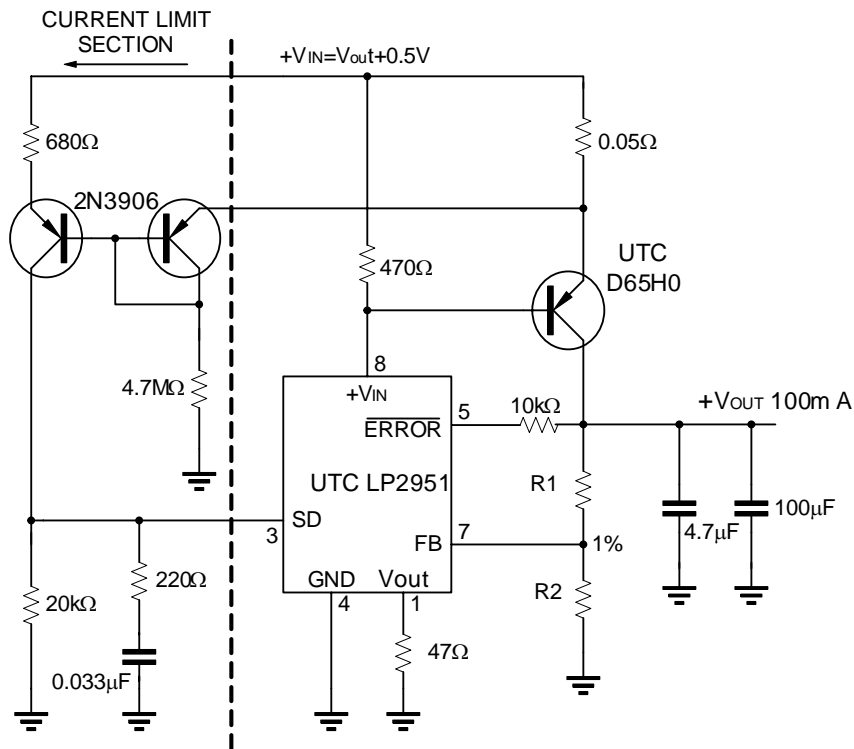 CURRENT LIMIT
SECTION
+VIN=Vout+0.5V
680Ω
0.05Ω
2N3906
470Ω
UTC
D65H0
4.7MΩ
8
+VIN
5
10kΩ
+VOUT 100m A
ERROR
UTC LP2951
R1
SD
3
7
FB
1%
4.7μF
100μF
20kΩ
220Ω
GND
Vout
4
1
R2
47Ω
0.033μF